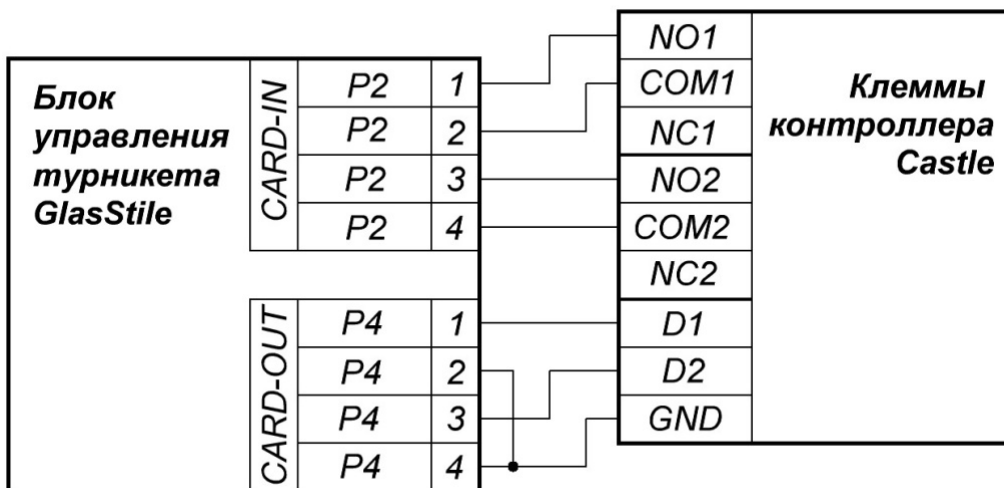 Блок
управления
турникета
GlasStile
CARD-IN
P2 1
P2 2
P2 3
P2 4
CARD-OUT
P4 1
P4 2
P4 3
P4 4
NO1
COM1
NC1
NO2
COM2
NC2
D1
D2
GND
Клеммы
контроллера
Castle